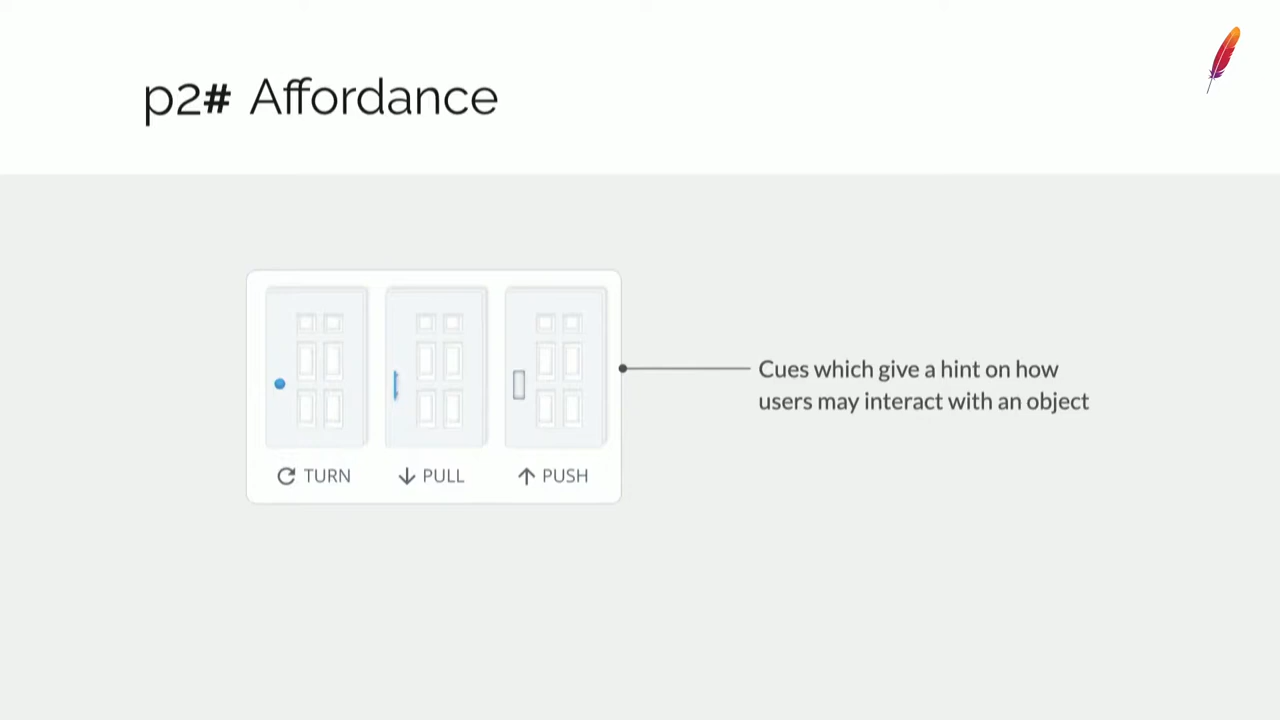 p2# Affordance
Cues which give a hint on how
users may interact with an object
TURN
PULL
PUSH